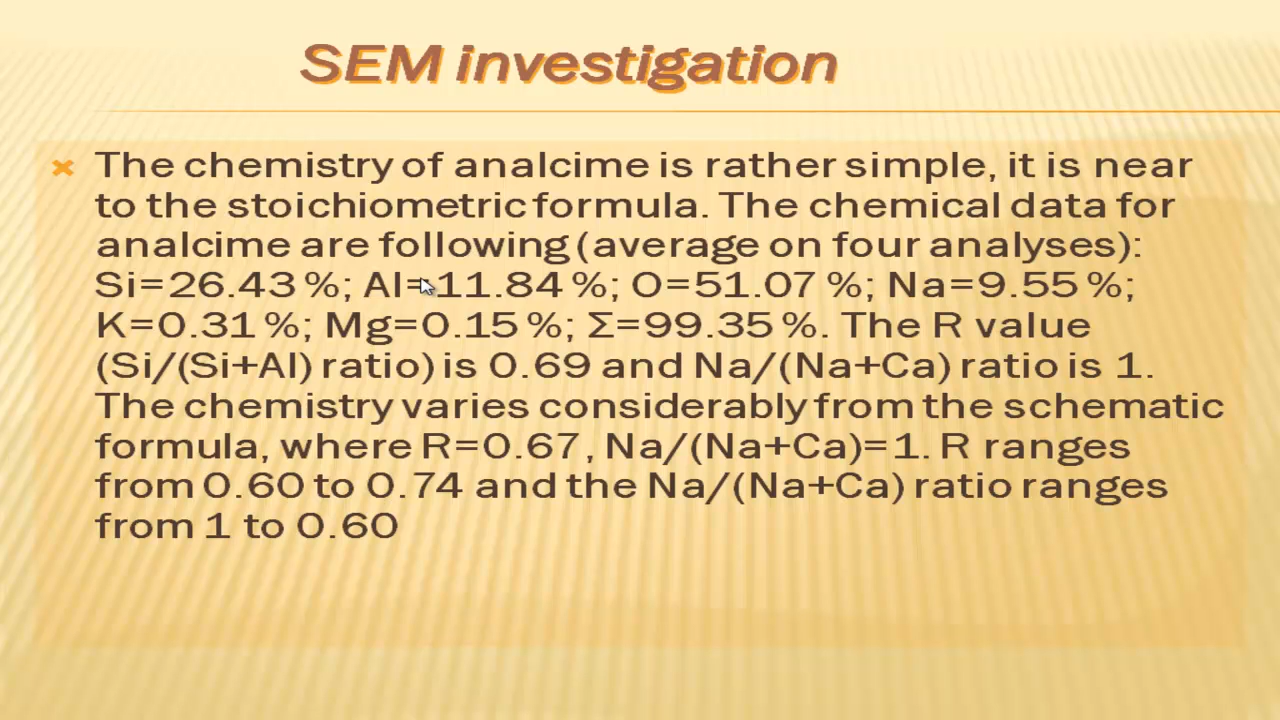 SEM investigation
The chemistry of analcime is rather simple, it is near
to the stoichiometric formula. The chemical data for
analcime are following (average on four analyses):
Si=26.43 %; Al=11.84 %; O=51.07 %; Na=9.55 %;
K=0.31 %; Mg=0.15 %; Σ=99.35 %. The R value
(Si/(Si+Al) ratio) is 0.69 and Na/(Na+Ca) ratio is 1.
The chemistry varies considerably from the schematic
formula, where R=0.67, Na/(Na+Ca)=1. R ranges
from 0.60 to 0.74 and the Na/(Na+Ca) ratio ranges
from 1 to 0.60